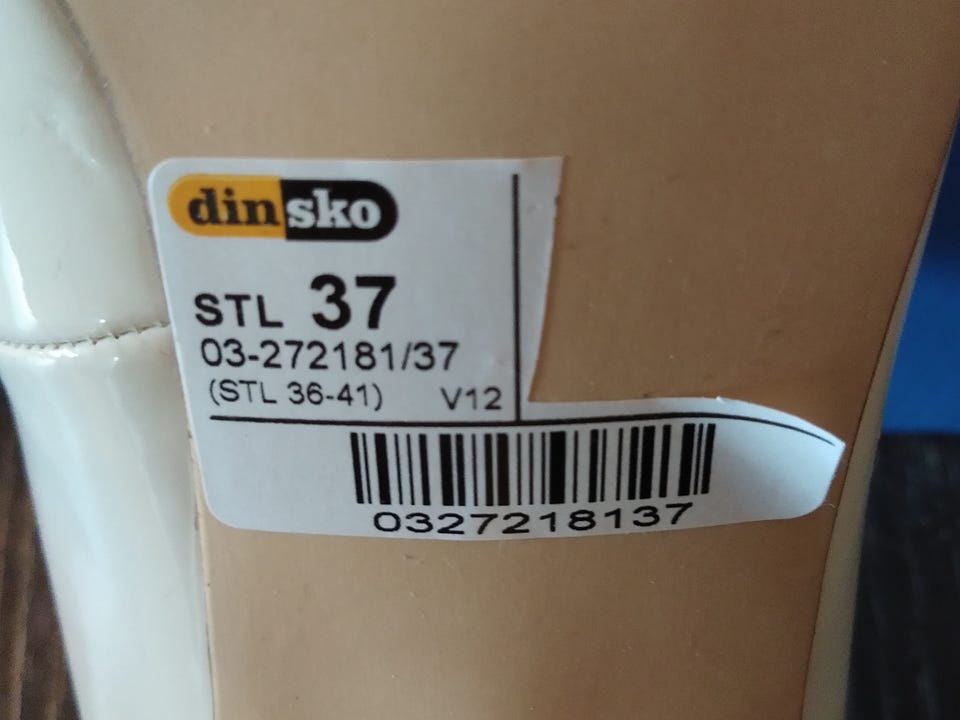 dinsko
STL 37
03-272181/37
(STL 36-41) V12
0327218137